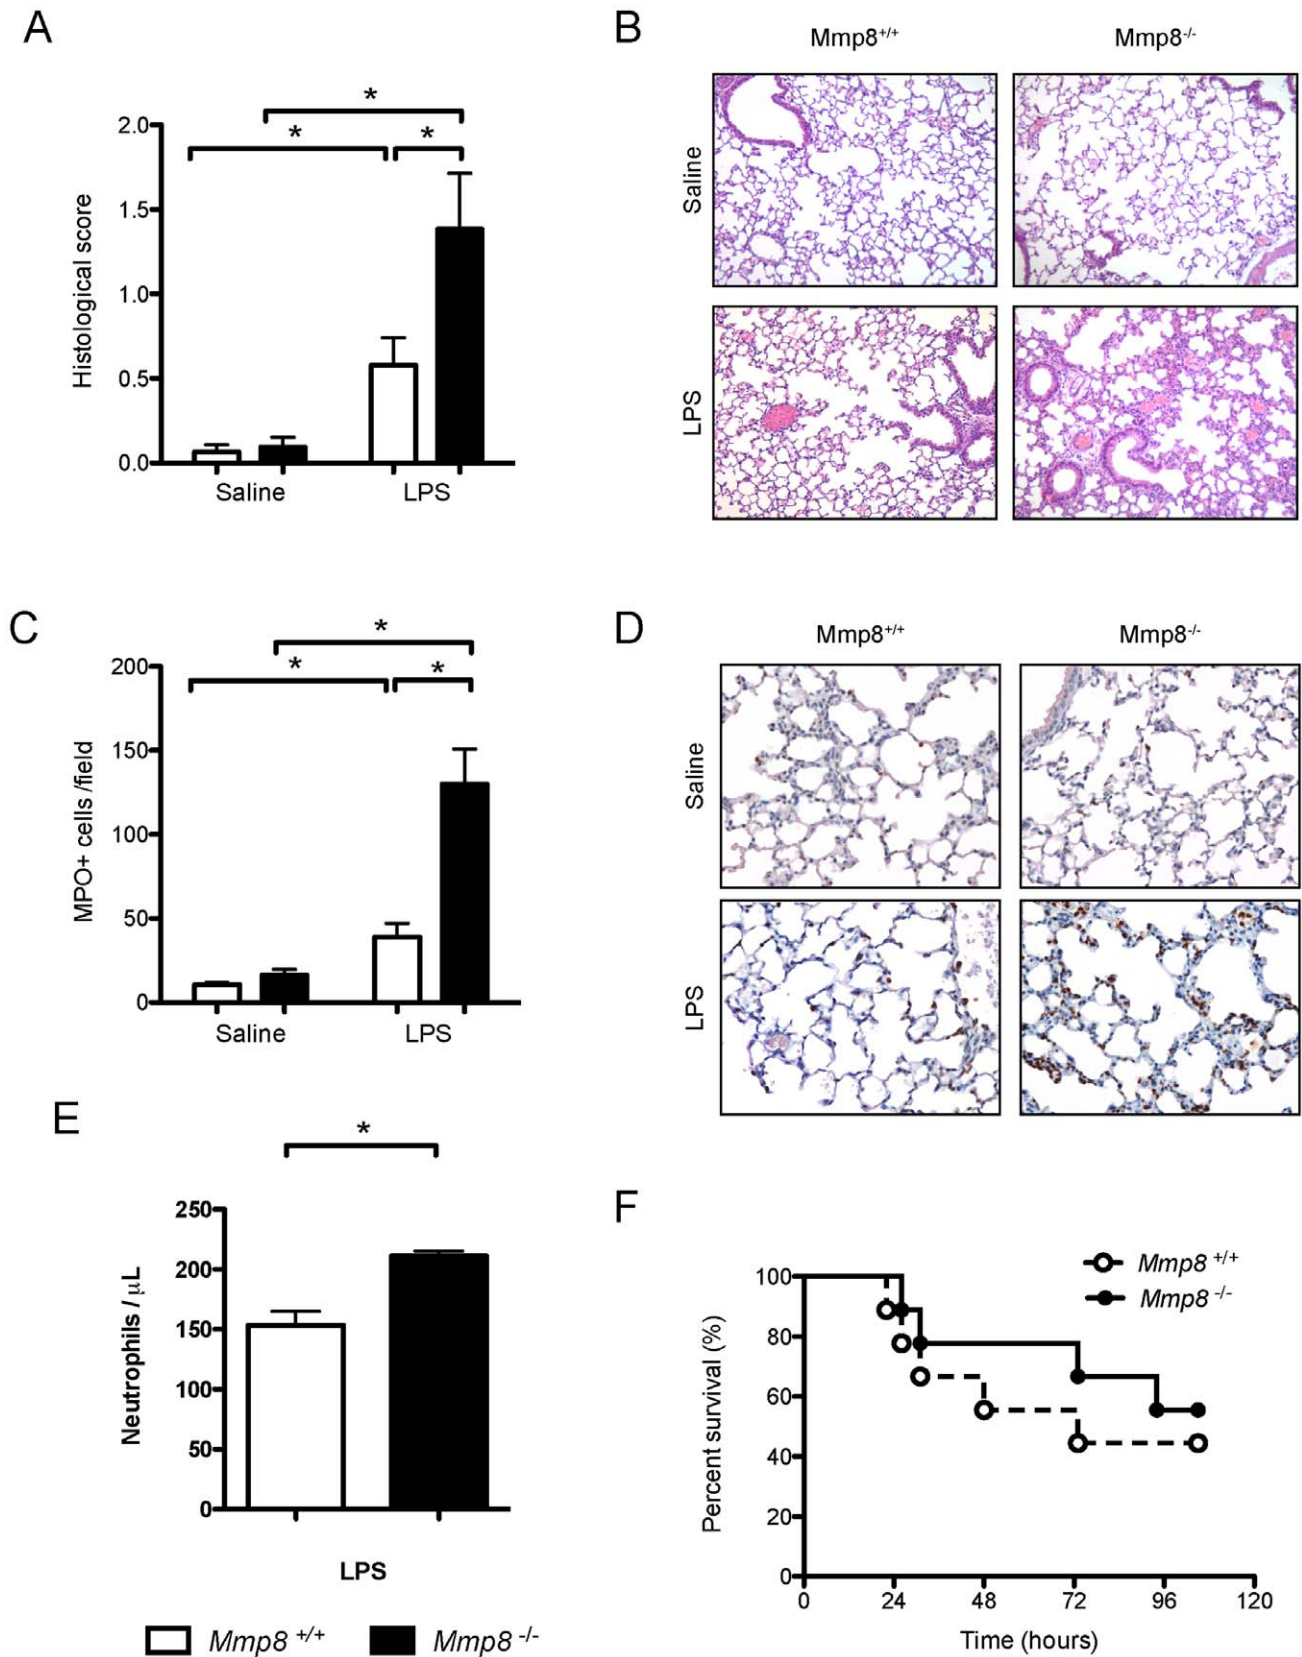 A
*
*
*
2.0
1.5
1.0
0.5
0.0
Histological score
Saline
LPS
B
Mmp8+/+
Mmp8-/-
Saline
LPS
C
*
*
*
200
150
100
50
0
MPO+ cells /field
Saline
LPS
D
Mmp8+/+
Mmp8-/-
Saline
LPS
E
*
250
200
150
100
50
0
Neutrophils / μL
LPS
Mmp8 +/+
Mmp8 -/-
F
Mmp8 +/+
Mmp8 -/-
100
80
60
40
20
0
Percent survival (%)
0 24 48 72 96 120
Time (hours)